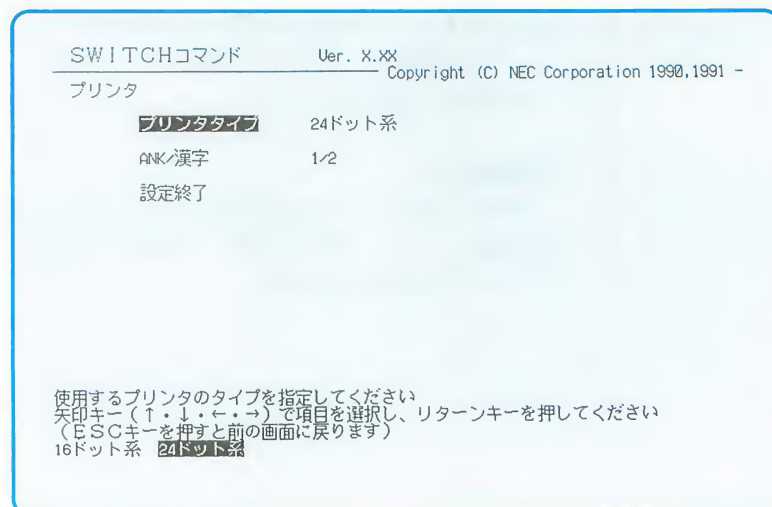 SWITCHコマンド Ver. X.XX
Copyright (C) NEC Corporation 1990,1991 -
プリンタ
プリンタタイプ 24ドット系
ANK/漢字 1/2
設定終了
使用するプリンタのタイプを指定してください
矢印キー(↑・↓・←・→)で項目を選択し、リターンキーを押してください
(ESCキーを押すと前の画面に戻ります)
16ドット系 24ドット系